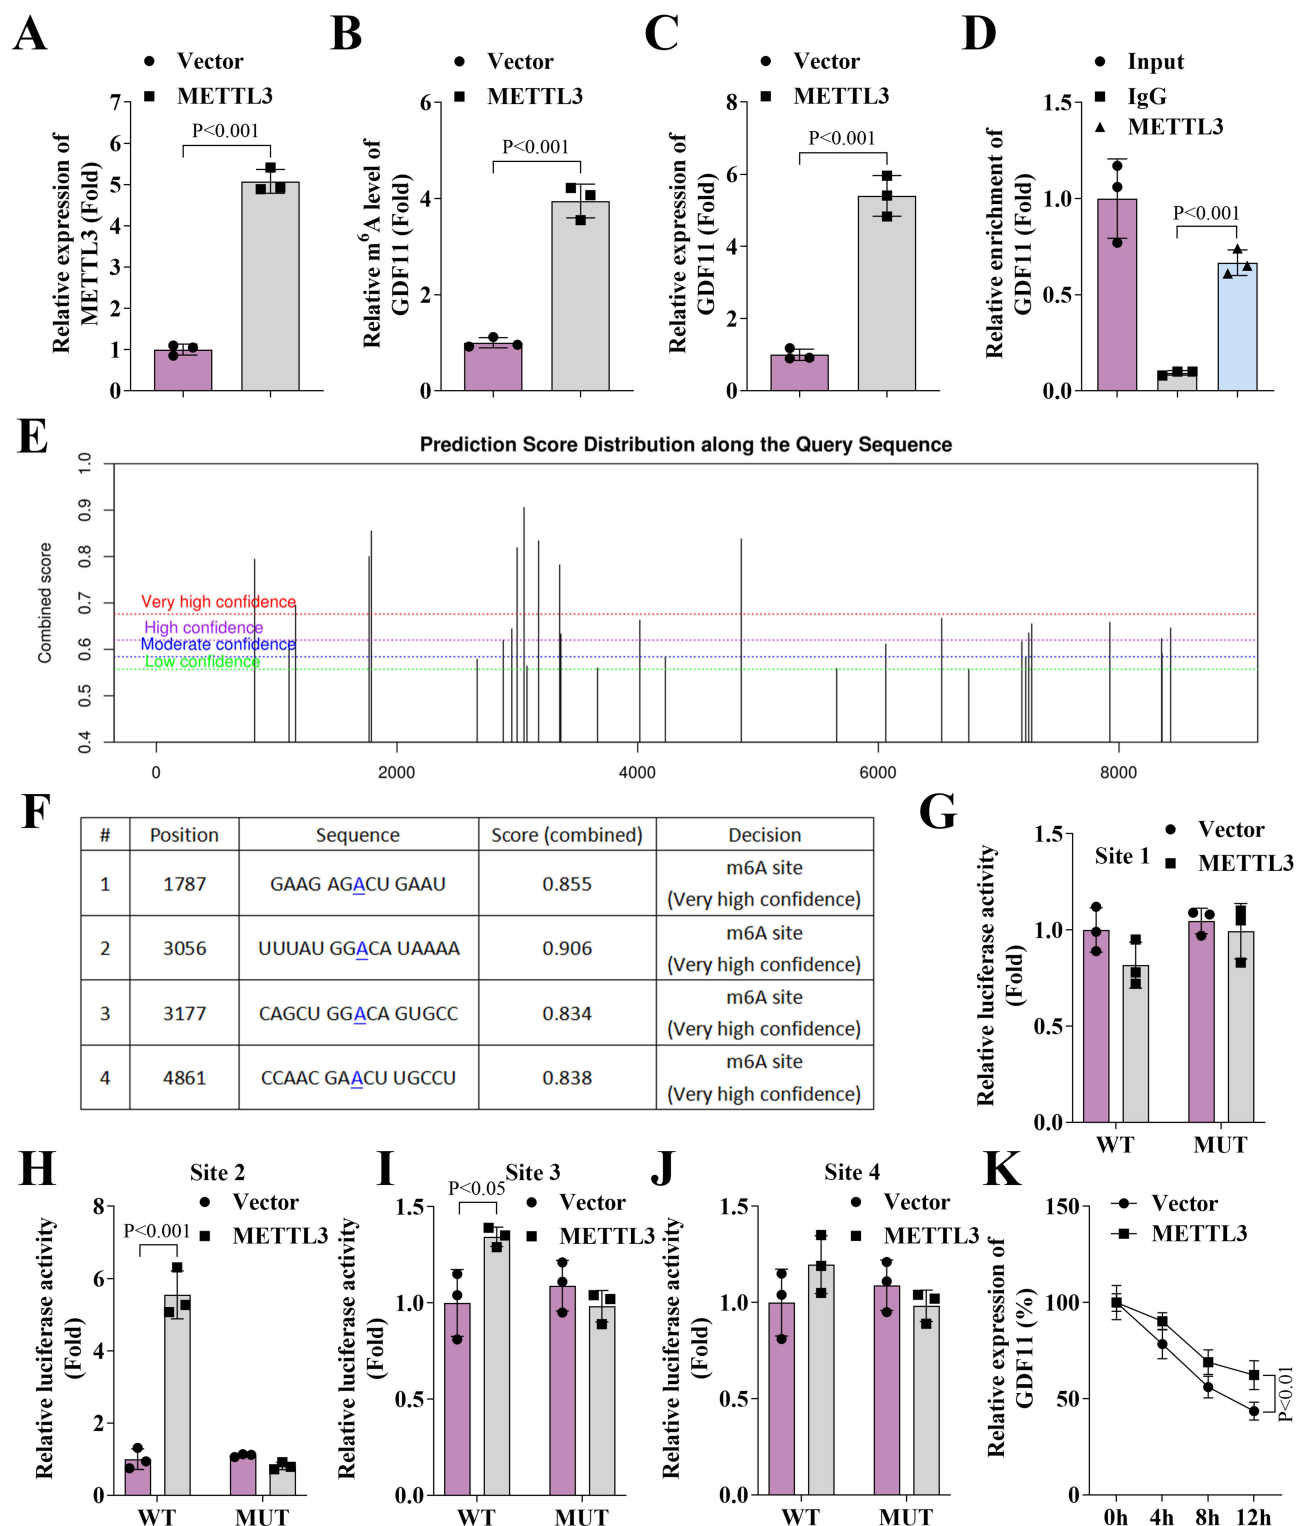 A
Vector
METTL3
Relative expression of
METTL3 (Fold)
7
6
5
4
3
2
1
0
P<0.001
B
Vector
METTL3
Relative m⁶A level of
GDF11 (Fold)
6
4
2
0
P<0.001
C
Vector
METTL3
Relative expression of
GDF11 (Fold)
8
6
4
2
0
P<0.001
D
Input
IgG
METTL3
Relative enrichment of
GDF11 (Fold)
1.5
1.0
0.5
0.0
P<0.001
E
Prediction Score Distribution along the Query Sequence
Combined score
1.0
0.9
0.8
0.7
0.6
0.5
0.4
Very high confidence
High confidence
Moderate confidence
Low confidence
0 2000 4000 6000 8000
F
# Position Sequence Score (combined) Decision
1 1787 GAAG AGACU GAAU 0.855 m6A site
(Very high confidence)
2 3056 UUUAU GGACA UAAAA 0.906 m6A site
(Very high confidence)
3 3177 CAGCU GGACA GUGCC 0.834 m6A site
(Very high confidence)
4 4861 CCAAC GAACU UGCCU 0.838 m6A site
(Very high confidence)
G
Site 1
Vector
METTL3
Relative luciferase activity
(Fold)
1.5
1.0
0.5
0.0
WT MUT
H
Site 2
Vector
METTL3
Relative luciferase activity
(Fold)
8
6
4
2
0
P<0.001
WT MUT
I
Site 3
Vector
METTL3
Relative luciferase activity
(Fold)
1.5
1.0
0.5
0.0
P<0.05
WT MUT
J
Site 4
Vector
METTL3
Relative luciferase activity
(Fold)
1.5
1.0
0.5
0.0
WT MUT
K
Vector
METTL3
Relative expression of
GDF11 (%)
150
100
50
0
P<0.01
0h 4h 8h 12h